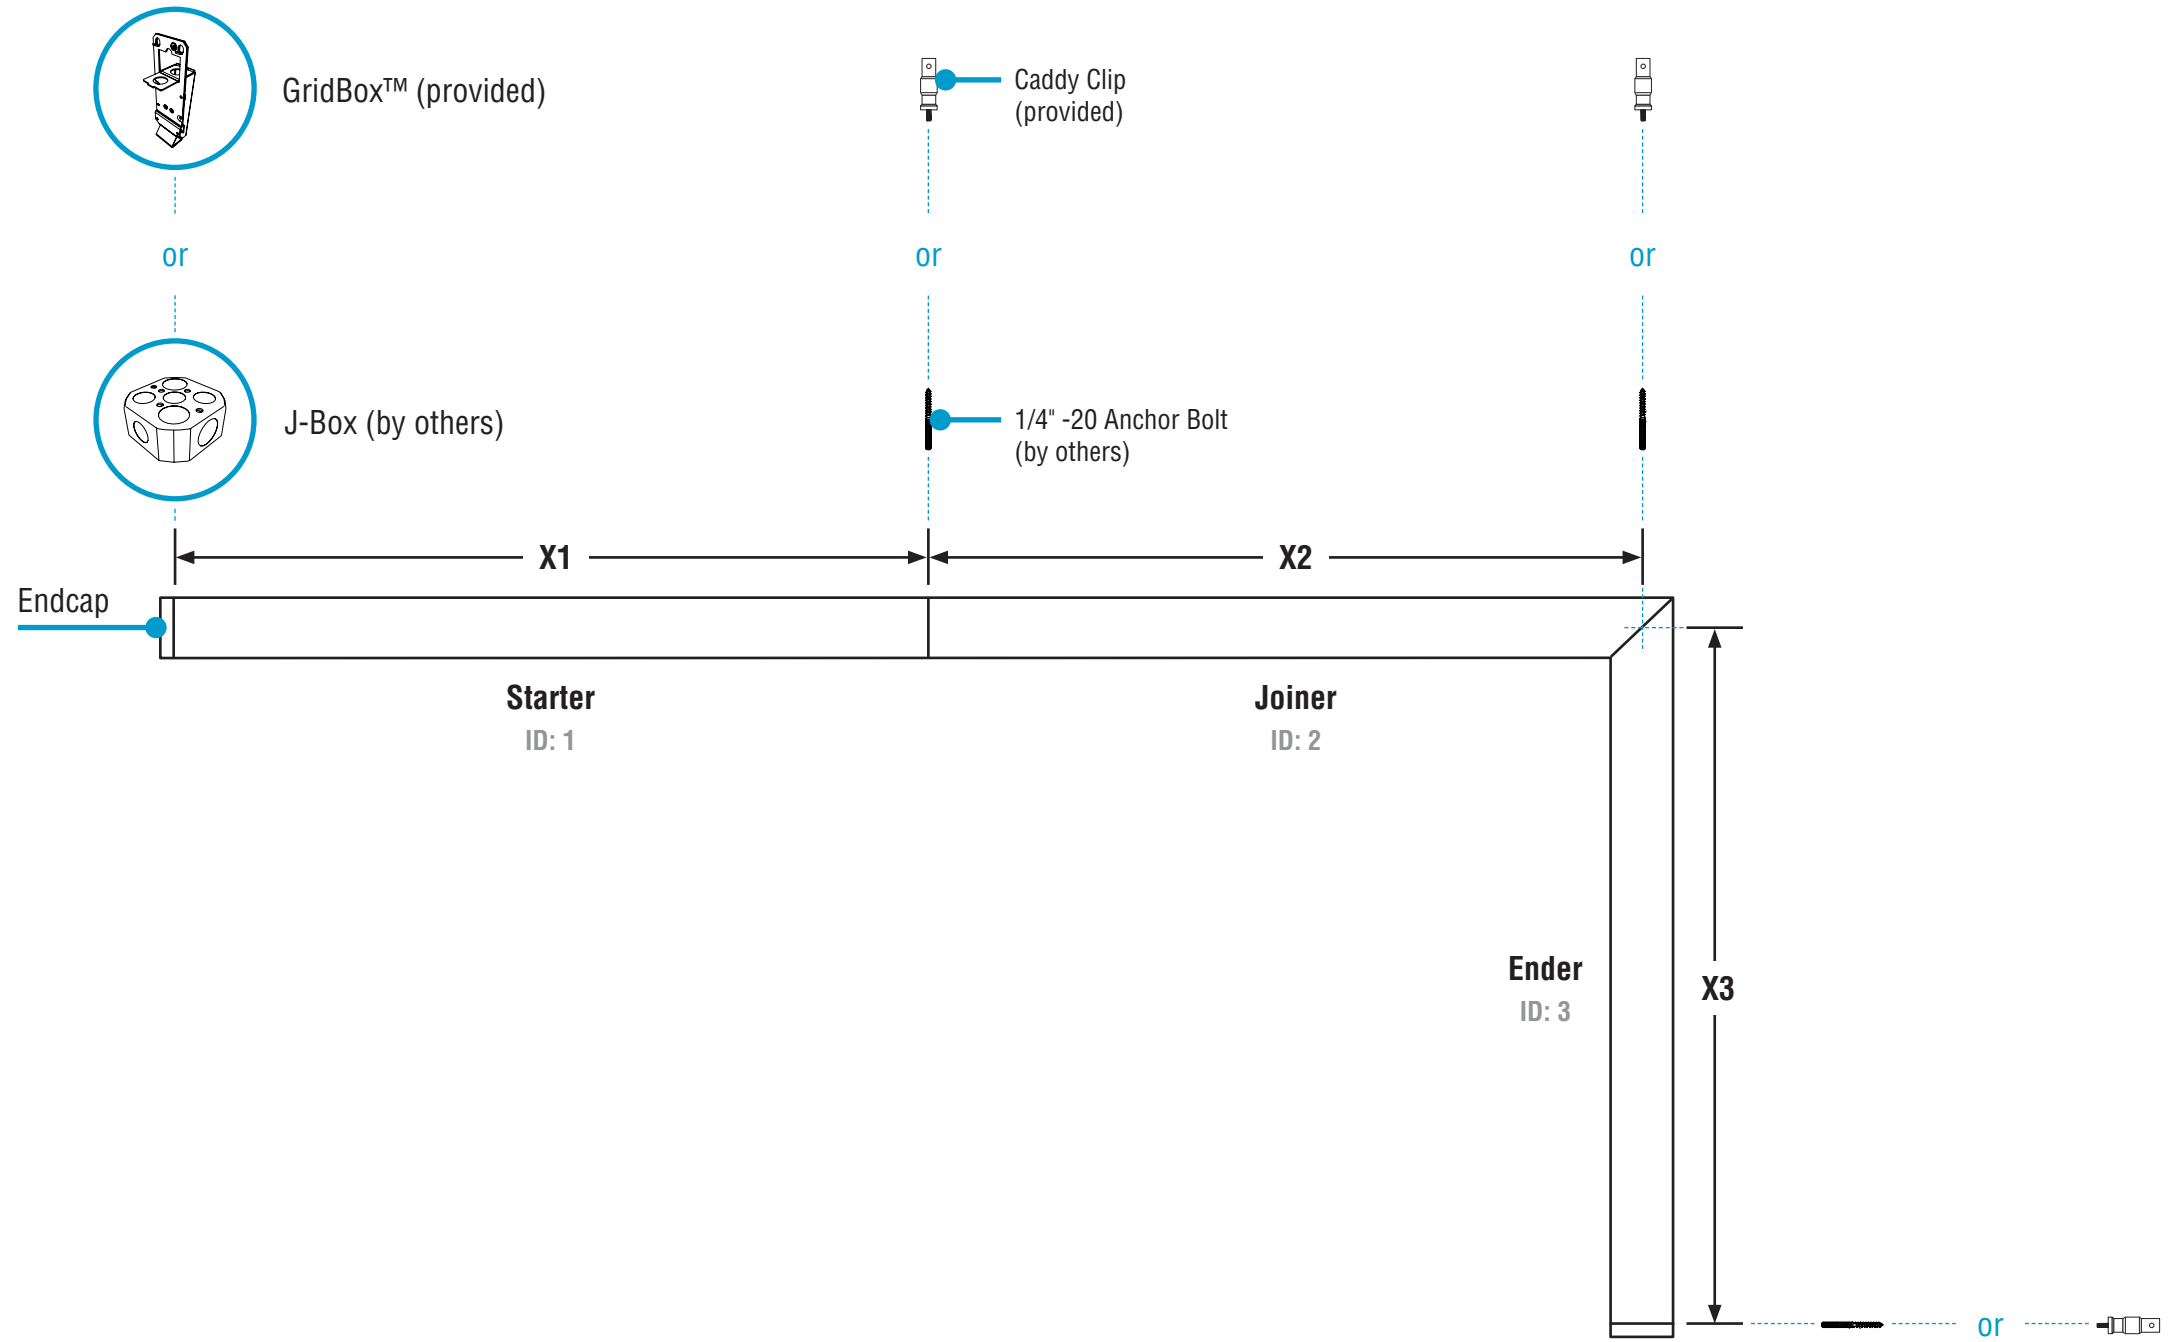 GridBox™ (provided)
Caddy Clip
(provided)
or
or
or
J-Box (by others)
1/4" -20 Anchor Bolt
(by others)
X1
X2
Endcap
Starter
ID: 1
Joiner
ID: 2
Ender
ID: 3
X3
or